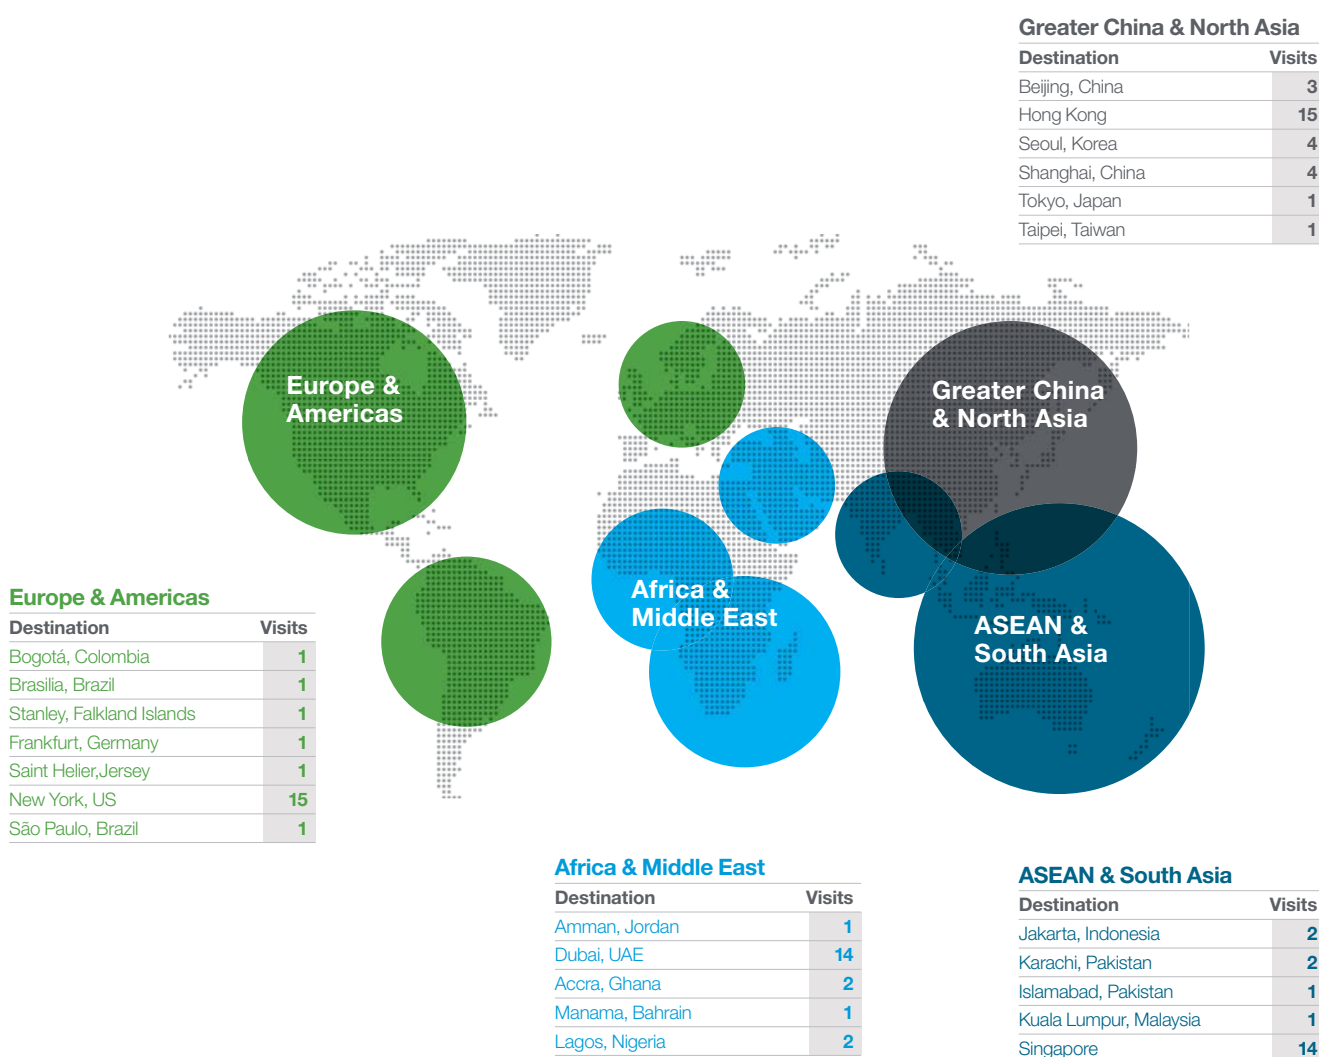 Greater China & North Asia
Destination Visits
Beijing, China 3
Hong Kong 15
Seoul, Korea 4
Shanghai, China 4
Tokyo, Japan 1
Taipei, Taiwan 1
Europe &
Americas
Greater China
& North Asia
Africa &
Middle East
ASEAN &
South Asia
Europe & Americas
Destination Visits
Bogotá, Colombia 1
Brasilia, Brazil 1
Stanley, Falkland Islands 1
Frankfurt, Germany 1
Saint Helier,Jersey 1
New York, US 15
São Paulo, Brazil 1
Africa & Middle East
Destination Visits
Amman, Jordan 1
Dubai, UAE 14
Accra, Ghana 2
Manama, Bahrain 1
Lagos, Nigeria 2
ASEAN & South Asia
Destination Visits
Jakarta, Indonesia 2
Karachi, Pakistan 2
Islamabad, Pakistan 1
Kuala Lumpur, Malaysia 1
Singapore 14